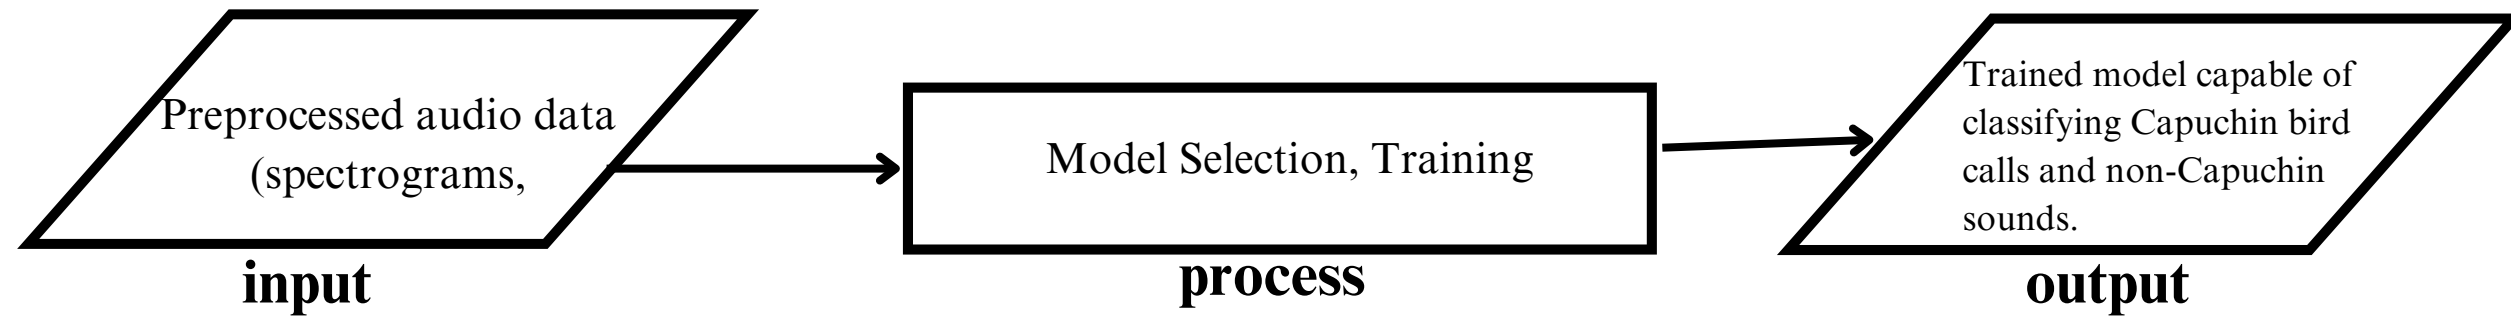 Preprocessed audio data
(spectrograms,
input
Model Selection, Training
process
Trained model capable of
classifying Capuchin bird
calls and non-Capuchin
sounds.
output